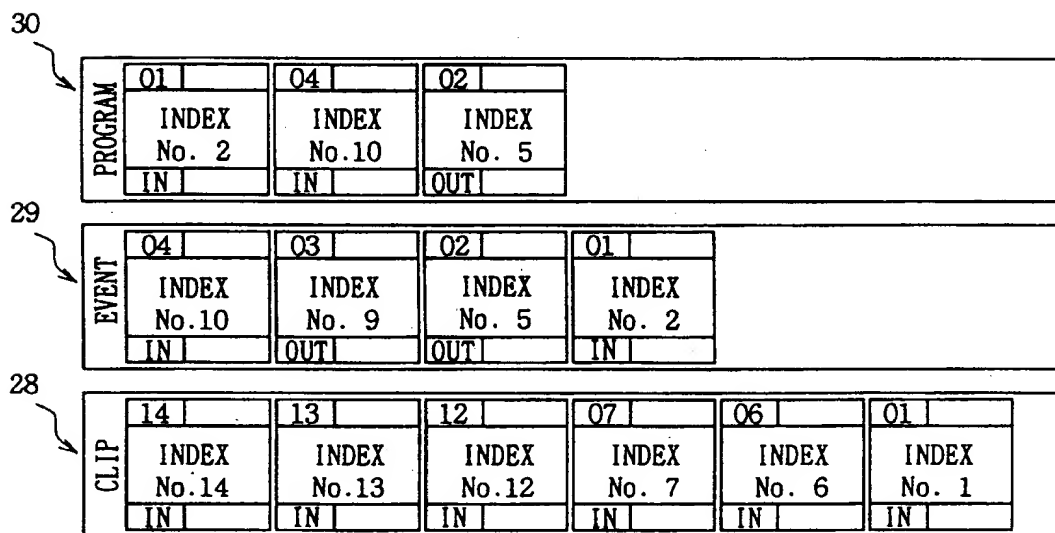 30
PROGRAM
01 04 02
INDEX INDEX INDEX
No. 2 No.10 No. 5
IN IN OUT
29
EVENT
04 03 02 01
INDEX INDEX INDEX INDEX
No.10 No. 9 No. 5 No. 2
IN OUT OUT IN
28
CLIP
14 13 12 07 06 01
INDEX INDEX INDEX INDEX INDEX INDEX
No.14 No.13 No.12 No. 7 No. 6 No. 1
IN IN IN IN IN IN